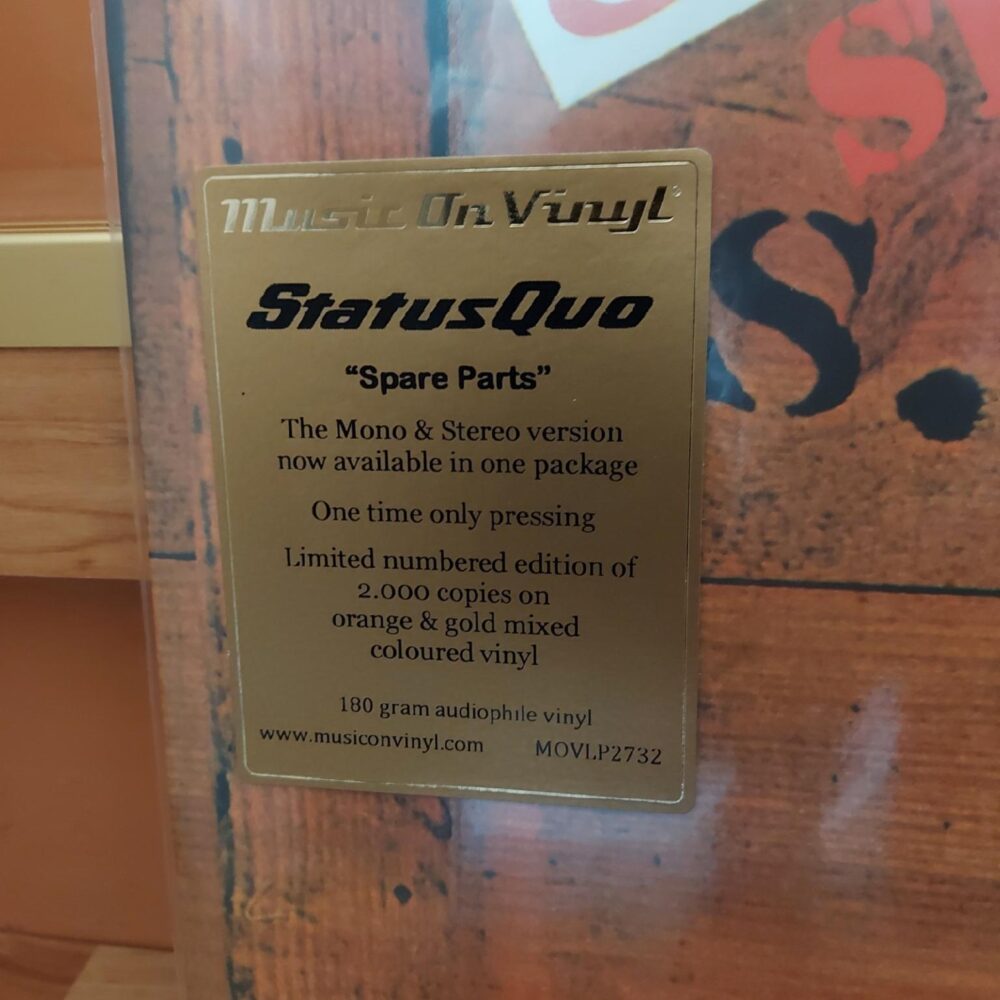 Music On Vinyl
StatusQuo
“Spare Parts”
The Mono & Stereo version
now available in one package
One time only pressing
Limited numbered edition of
2.000 copies on
orange & gold mixed
coloured vinyl
180 gram audiophile vinyl
www.musiconvinyl.com MOVLP2732
S.